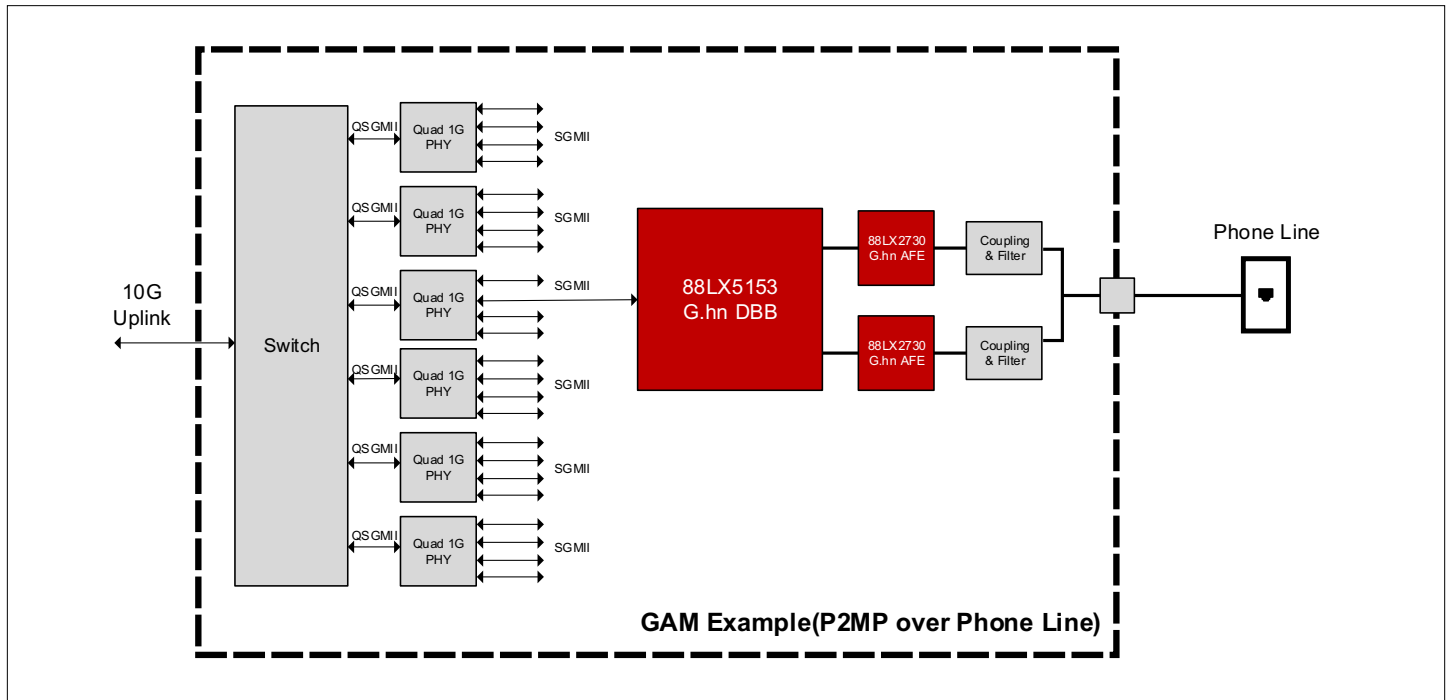 10G
Uplink
Switch
QSGMII
Quad 1G
PHY
SGMII
QSGMII
Quad 1G
PHY
SGMII
QSGMII
Quad 1G
PHY
SGMII
QSGMII
Quad 1G
PHY
SGMII
QSGMII
Quad 1G
PHY
SGMII
QSGMII
Quad 1G
PHY
SGMII
88LX5153
G.hn DBB
88LX2730
G.hn AFE
Coupling
& Filter
88LX2730
G.hn AFE
Coupling
& Filter
Phone Line
GAM Example(P2MP over Phone Line)